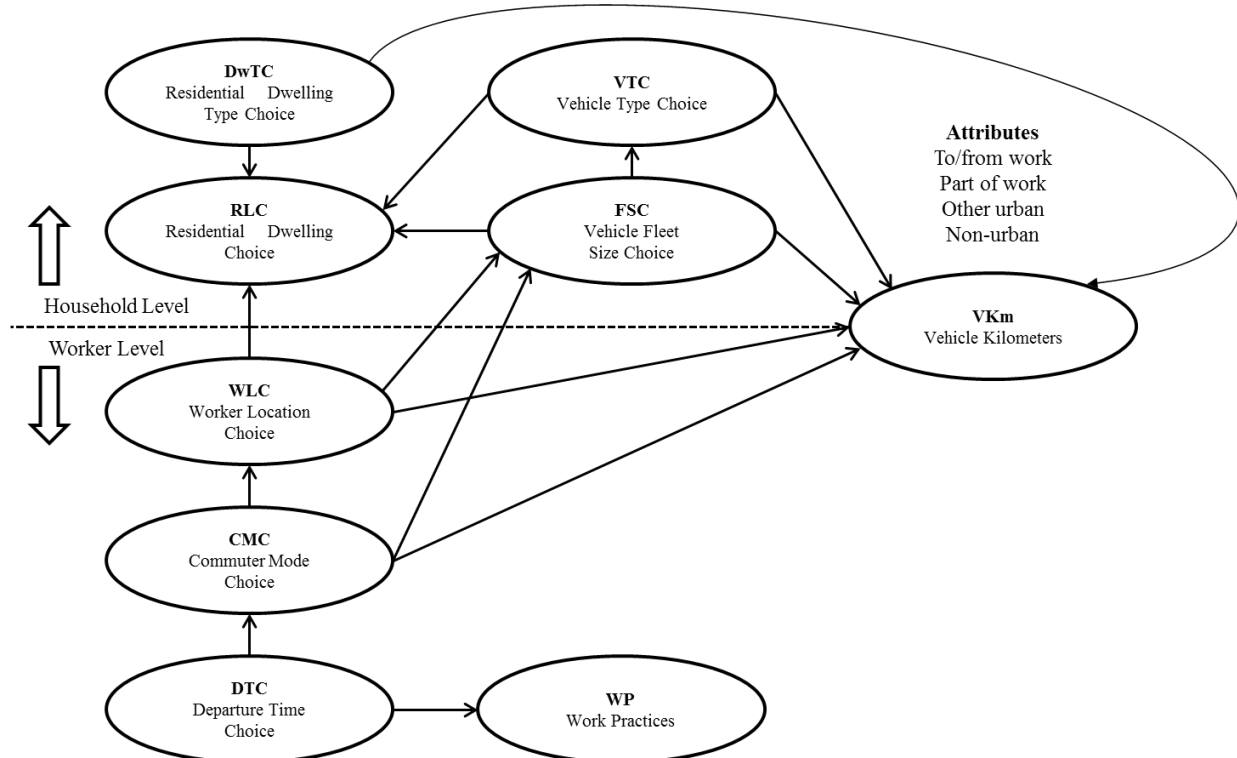 DwTC
Residential Dwelling
Type Choice
VTC
Vehicle Type Choice
Attributes
To/from work
Part of work
Other urban
Non-urban
RLC
Residential Dwelling
Choice
FSC
Vehicle Fleet
Size Choice
Household Level
Worker Level
VKm
Vehicle Kilometers
WLC
Worker Location
Choice
CMC
Commuter Mode
Choice
DTC
Departure Time
Choice
WP
Work Practices